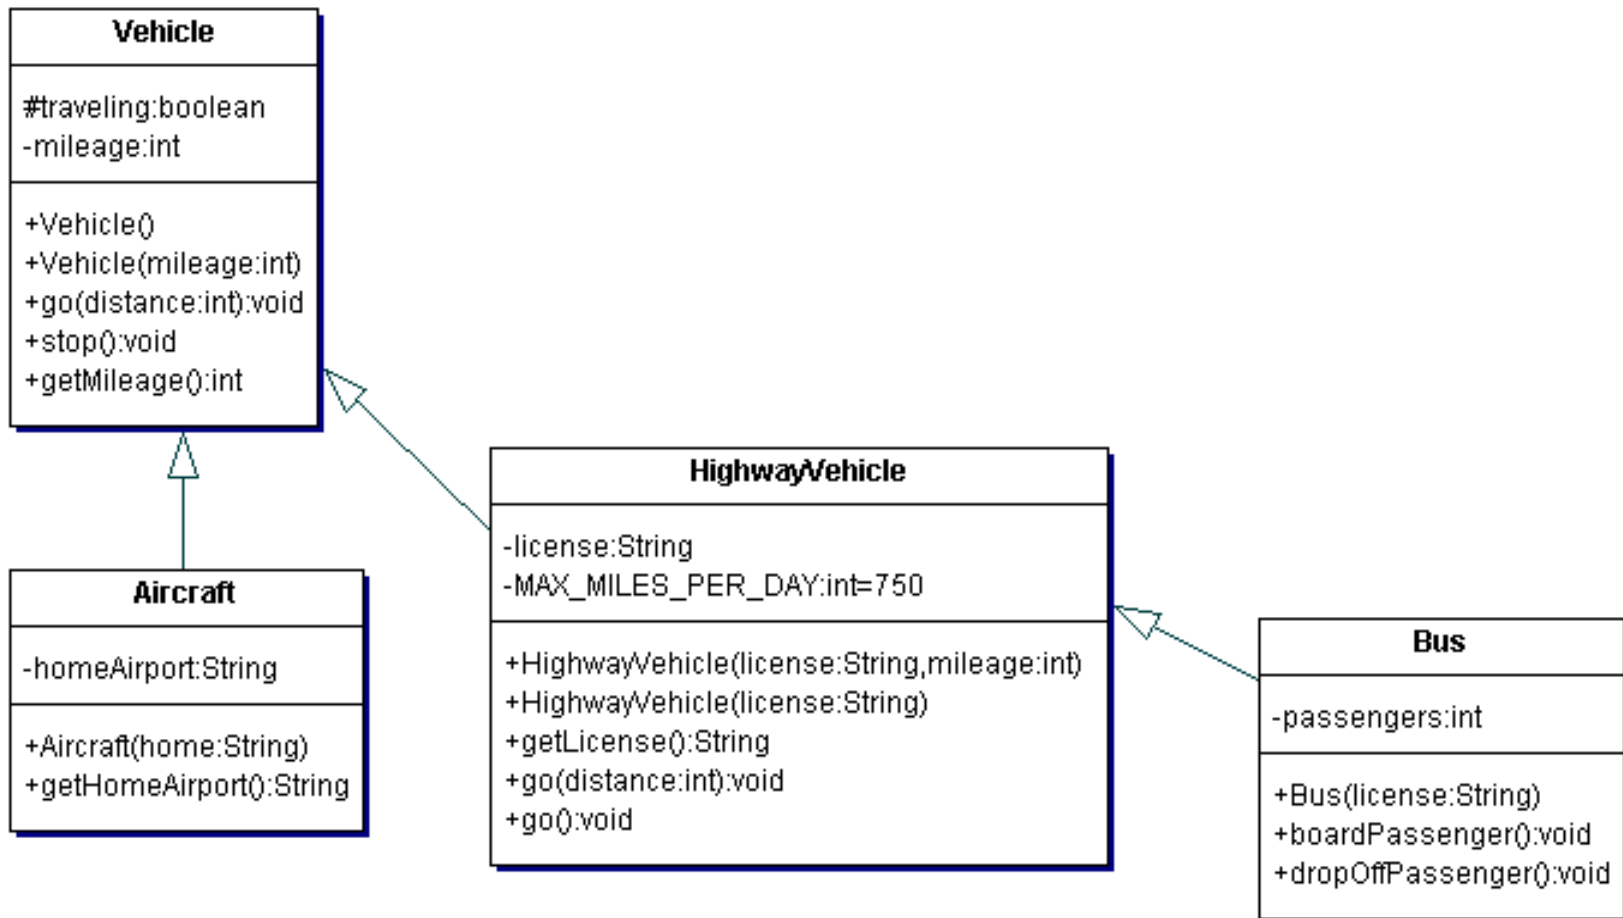 Vehicle
#traveling:boolean
-mileage:int
+Vehicle()
+Vehicle(mileage:int)
+go(distance:int):void
+stop():void
+getMileage():int
Aircraft
-homeAirport:String
+Aircraft(home:String)
+getHomeAirport():String
HighwayVehicle
-license:String
-MAX_MILES_PER_DAY:int=750
+HighwayVehicle(license:String,mileage:int)
+HighwayVehicle(license:String)
+getLicense():String
+go(distance:int):void
+go():void
Bus
-passengers:int
+Bus(license:String)
+boardPassenger():void
+dropOffPassenger():void